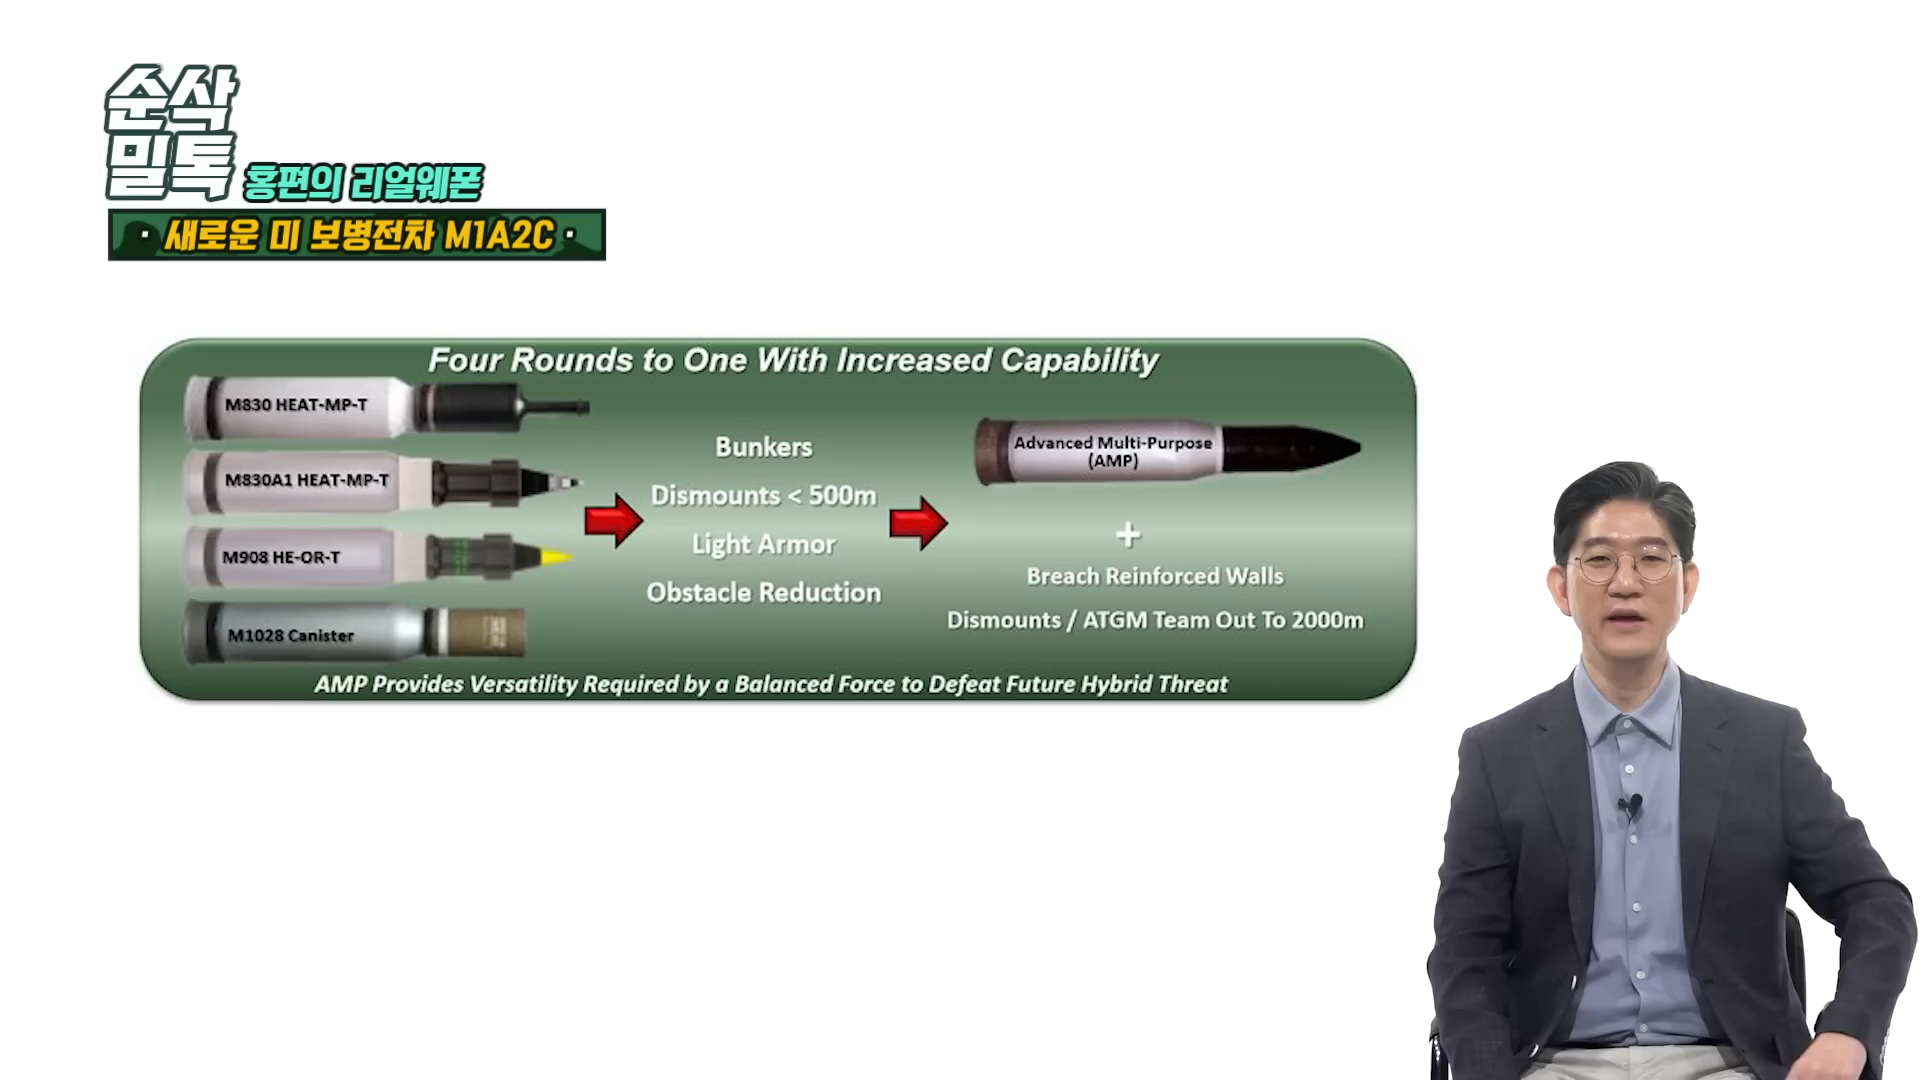 순삭
밀톡
홍편의 리얼웨폰
· 새로운 미 보병전차 M1A2C ·
Four Rounds to One With Increased Capability
M830 HEAT-MP-T
M830A1 HEAT-MP-T
M908 HE-OR-T
M1028 Canister
Bunkers
Dismounts < 500m
Light Armor
Obstacle Reduction
Advanced Multi-Purpose
(AMP)
+
Breach Reinforced Walls
Dismounts / ATGM Team Out To 2000m
AMP Provides Versatility Required by a Balanced Force to Defeat Future Hybrid Threat